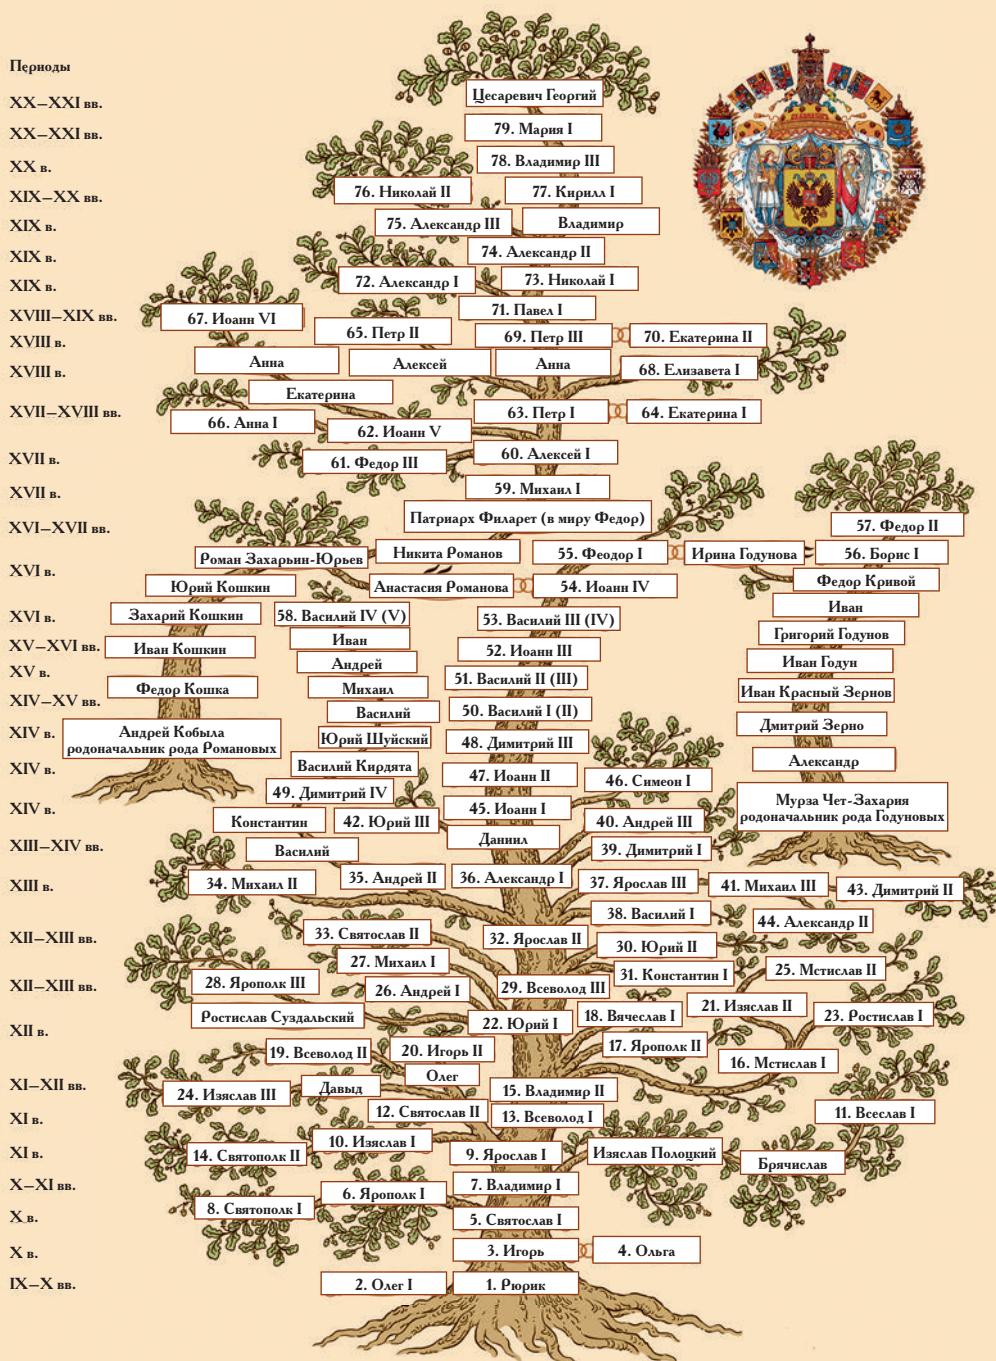 Периоды
XX–XXI вв.
Цесаревич Георгий
XX–XXI вв.
79. Мария I
XX в.
78. Владимир III
XIX–XX вв.
76. Николай II
77. Кирилл I
XIX в.
75. Александр III
Владимир
XIX в.
74. Александр II
XIX в.
72. Александр I
73. Николай I
XVIII–XIX вв.
67. Иоанн VI
65. Петр II
71. Павел I
XVIII в.
69. Петр III
70. Екатерина II
XVIII в.
Анна
Алексей
Анна
68. Елизавета I
Екатерина
XVII–XVIII вв.
66. Анна I
62. Иоанн V
63. Петр I
64. Екатерина I
XVII в.
61. Федор III
60. Алексей I
XVII в.
59. Михаил I
XVI–XVII вв.
Патриарх Филарет (в миру Федор)
57. Федор II
Роман Захарьин-Юрьев
Никита Романов
55. Феодор I
Ирина Годунова
56. Борис I
XVI в.
Юрий Кошкин
Анастасия Романова
54. Иоанн IV
Федор Кривой
XVI в.
Захарий Кошкин
58. Василий IV (V)
53. Василий III (IV)
Иван
XV–XVI вв.
Иван Кошкин
Иван
52. Иоанн III
Григорий Годунов
XV в.
Андрей
51. Василий II (III)
Иван Годун
XIV–XV вв.
Федор Кошка
Михаил
50. Василий I (II)
Иван Красный Зернов
Василий
XIV в.
Андрей Кобыла
родоначальник рода Романовых
Юрий Шуйский
48. Димитрий III
Дмитрий Зерно
XIV в.
Василий Кирдята
47. Иоанн II
46. Симеон I
Александр
XIV в.
49. Димитрий IV
45. Иоанн I
Мурза Чет-Захария
родоначальник рода Годуновых
Константин
42. Юрий III
Даниил
40. Андрей III
XIII–XIV вв.
Василий
39. Димитрий I
XIII в.
34. Михаил II
35. Андрей II
36. Александр I
37. Ярослав III
41. Михаил III
43. Димитрий II
38. Василий I
44. Александр II
XII–XIII вв.
33. Святослав II
32. Ярослав II
30. Юрий II
27. Михаил I
31. Константин I
25. Мстислав II
XII–XIII вв.
28. Ярополк III
26. Андрей I
29. Всеволод III
21. Изяслав II
23. Ростислав I
XII в.
Ростислав Суздальский
22. Юрий I
18. Вячеслав I
17. Ярополк II
19. Всеволод II
20. Игорь II
16. Мстислав I
XI–XII вв.
24. Изяслав III
Давыд
Олег
15. Владимир II
XI в.
12. Святослав II
13. Всеволод I
11. Всеслав I
XI в.
14. Святополк II
10. Изяслав I
9. Ярослав I
Изяслав Полоцкий
Брячислав
X–XI вв.
6. Ярополк I
7. Владимир I
X в.
8. Святополк I
5. Святослав I
X в.
3. Игорь
4. Ольга
IX–X вв.
2. Олег I
1. Рюрик